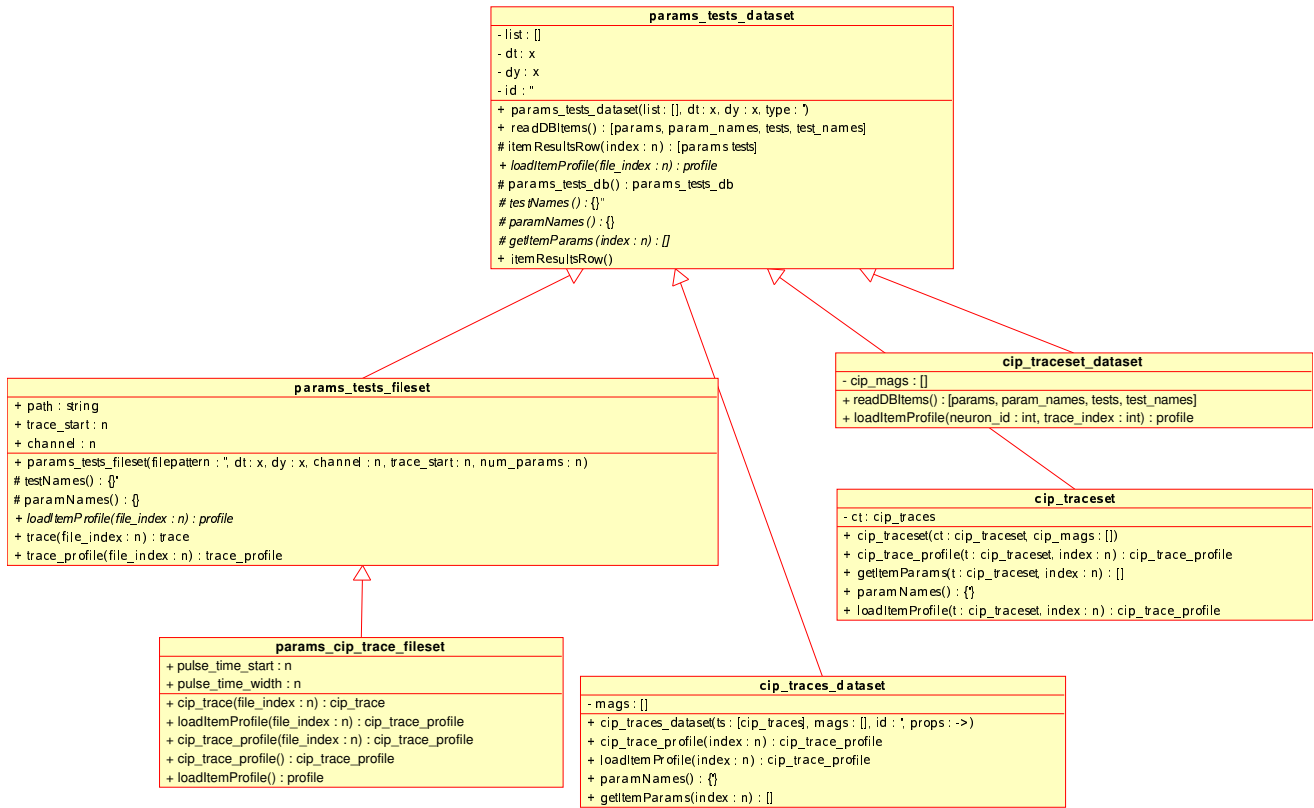 params_tests_dataset
- list : []
- dt : x
- dy : x
- id : ''
+ params_tests_dataset(list : [], dt : x, dy : x, type : '')
+ readDBItems() : [params, param_names, tests, test_names]
# itemResultsRow(index : n) : [params tests]
+ loadItemProfile(file_index : n) : profile
# params_tests_db() : params_tests_db
# testNames() : {}''
# paramNames() : {}
# getItemParams(index : n) : []
+ itemResultsRow()
params_tests_fileset
+ path : string
+ trace_start : n
+ channel : n
+ params_tests_fileset(filepattern : '', dt : x, dy : x, channel : n, trace_start : n, num_params : n)
# testNames() : {}''
# paramNames() : {}
+ loadItemProfile(file_index : n) : profile
+ trace(file_index : n) : trace
+ trace_profile(file_index : n) : trace_profile
cip_traceset_dataset
- cip_mags : []
+ readDBItems() : [params, param_names, tests, test_names]
+ loadItemProfile(neuron_id : int, trace_index : int) : profile
cip_traceset
- ct : cip_traces
+ cip_traceset(ct : cip_traceset, cip_mags : [])
+ cip_trace_profile(t : cip_traceset, index : n) : cip_trace_profile
+ getItemParams(t : cip_traceset, index : n) : []
+ paramNames() : {''}
+ loadItemProfile(t : cip_traceset, index : n) : cip_trace_profile
params_cip_trace_fileset
+ pulse_time_start : n
+ pulse_time_width : n
+ cip_trace(file_index : n) : cip_trace
+ loadItemProfile(file_index : n) : cip_trace_profile
+ cip_trace_profile(file_index : n) : cip_trace_profile
+ cip_trace_profile() : cip_trace_profile
+ loadItemProfile() : profile
cip_traces_dataset
- mags : []
+ cip_traces_dataset(ts : [cip_traces], mags : [], id : '', props : ->)
+ cip_trace_profile(index : n) : cip_trace_profile
+ loadItemProfile(index : n) : cip_trace_profile
+ paramNames() : {''}
+ getItemParams(index : n) : []